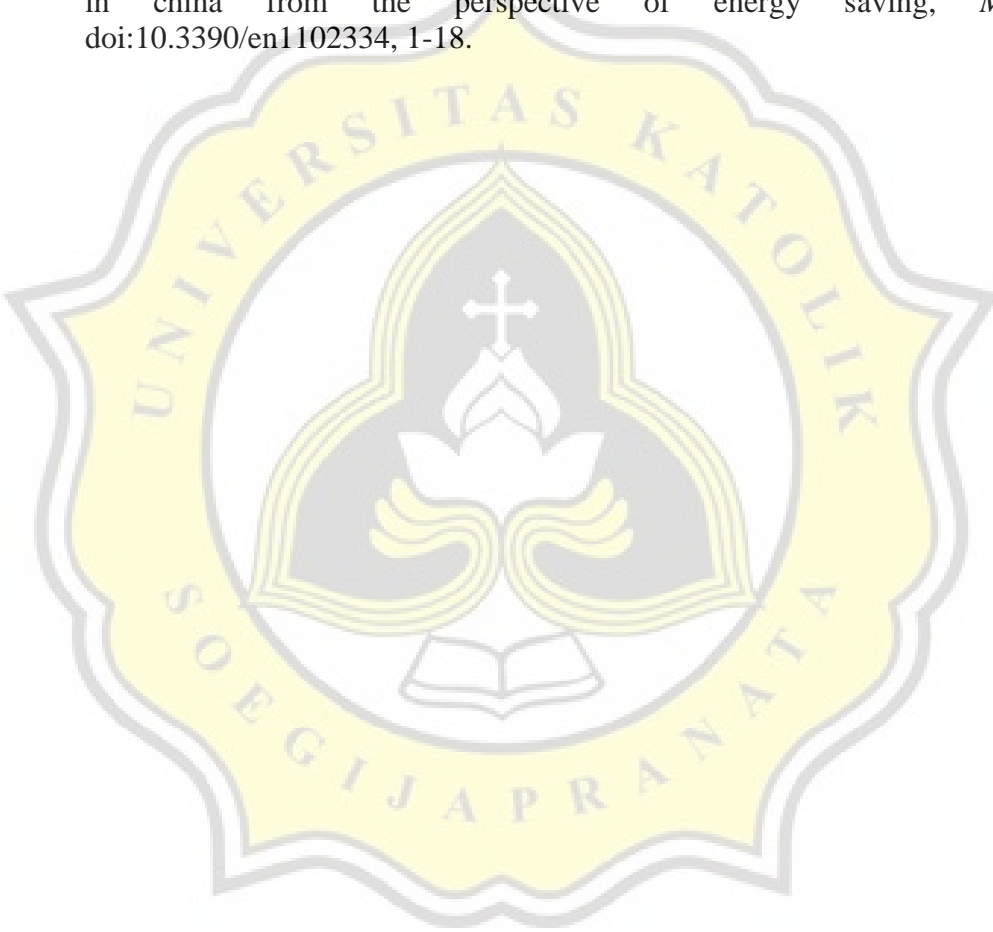 in china from the perspective of energy saving, M
doi:10.3390/en1102334, 1-18.
UNIVERSITAS KATOLIK
SOEGIJAPRANATA